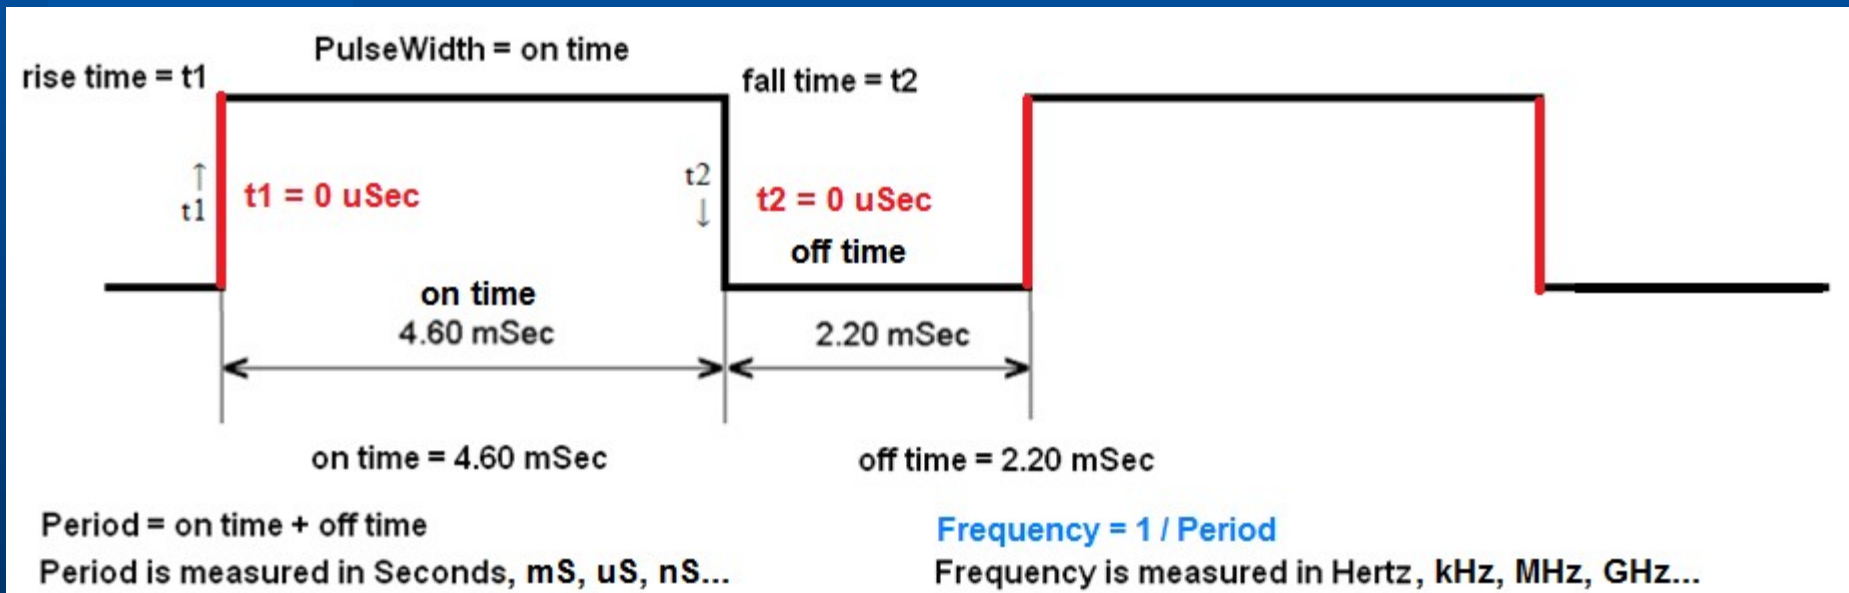 PulseWidth = on time
rise time = t1
fall time = t2
↑
t1
t1 = 0 uSec
t2
↓
t2 = 0 uSec
off time
on time
4.60 mSec
2.20 mSec
on time = 4.60 mSec
off time = 2.20 mSec
Period = on time + off time
Frequency = 1 / Period
Period is measured in Seconds, mS, uS, nS...
Frequency is measured in Hertz, kHz, MHz, GHz...